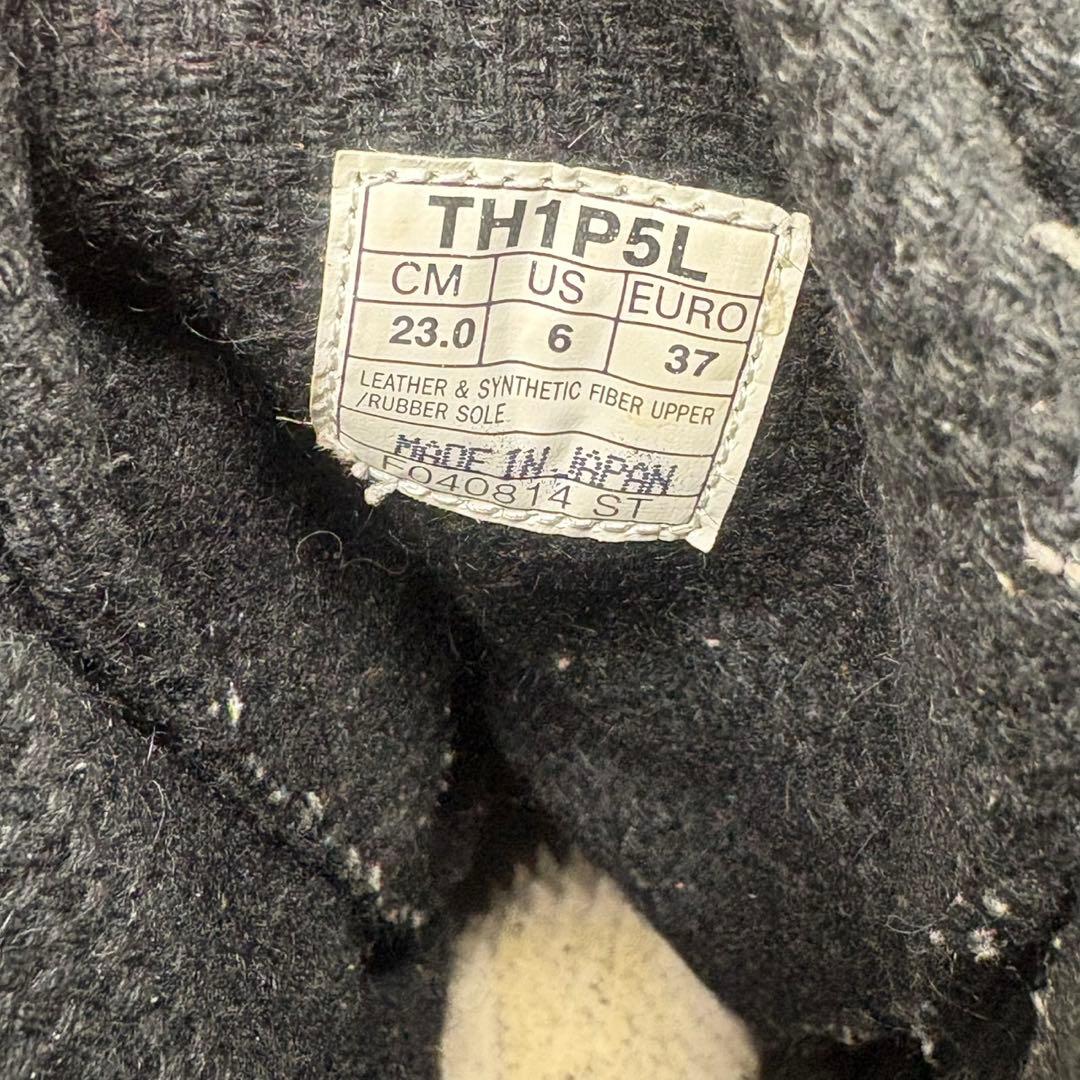 TH1P5L
CM US EURO
23.0 6 37
LEATHER & SYNTHETIC FIBER UPPER
/RUBBER SOLE
MADE IN JAPAN
F040814 ST